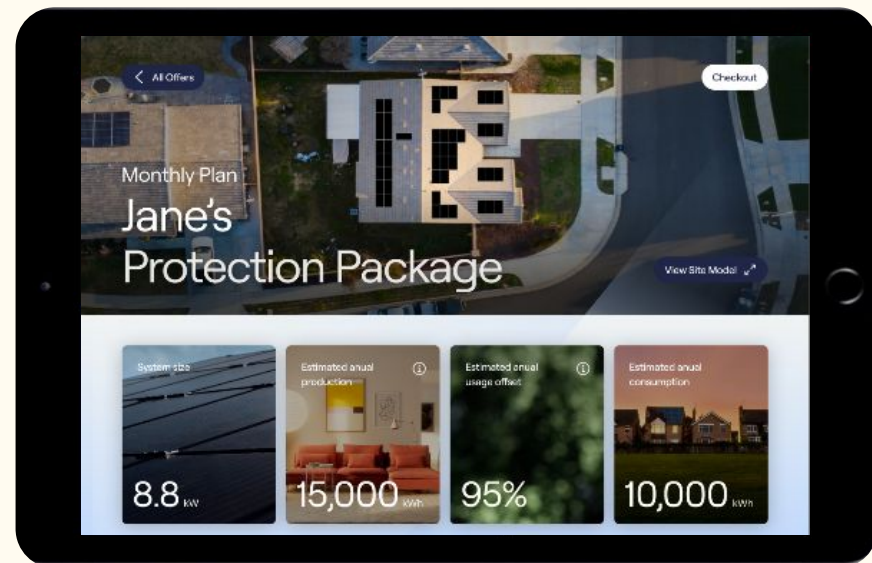 All Offers
Checkout
Monthly Plan
Jane's
Protection Package
View Site Model
System size
8.8 kW
Estimated anual
production
15,000 kWh
Estimated anual
usage offset
95%
Estimated anual
consumption
10,000 kWh